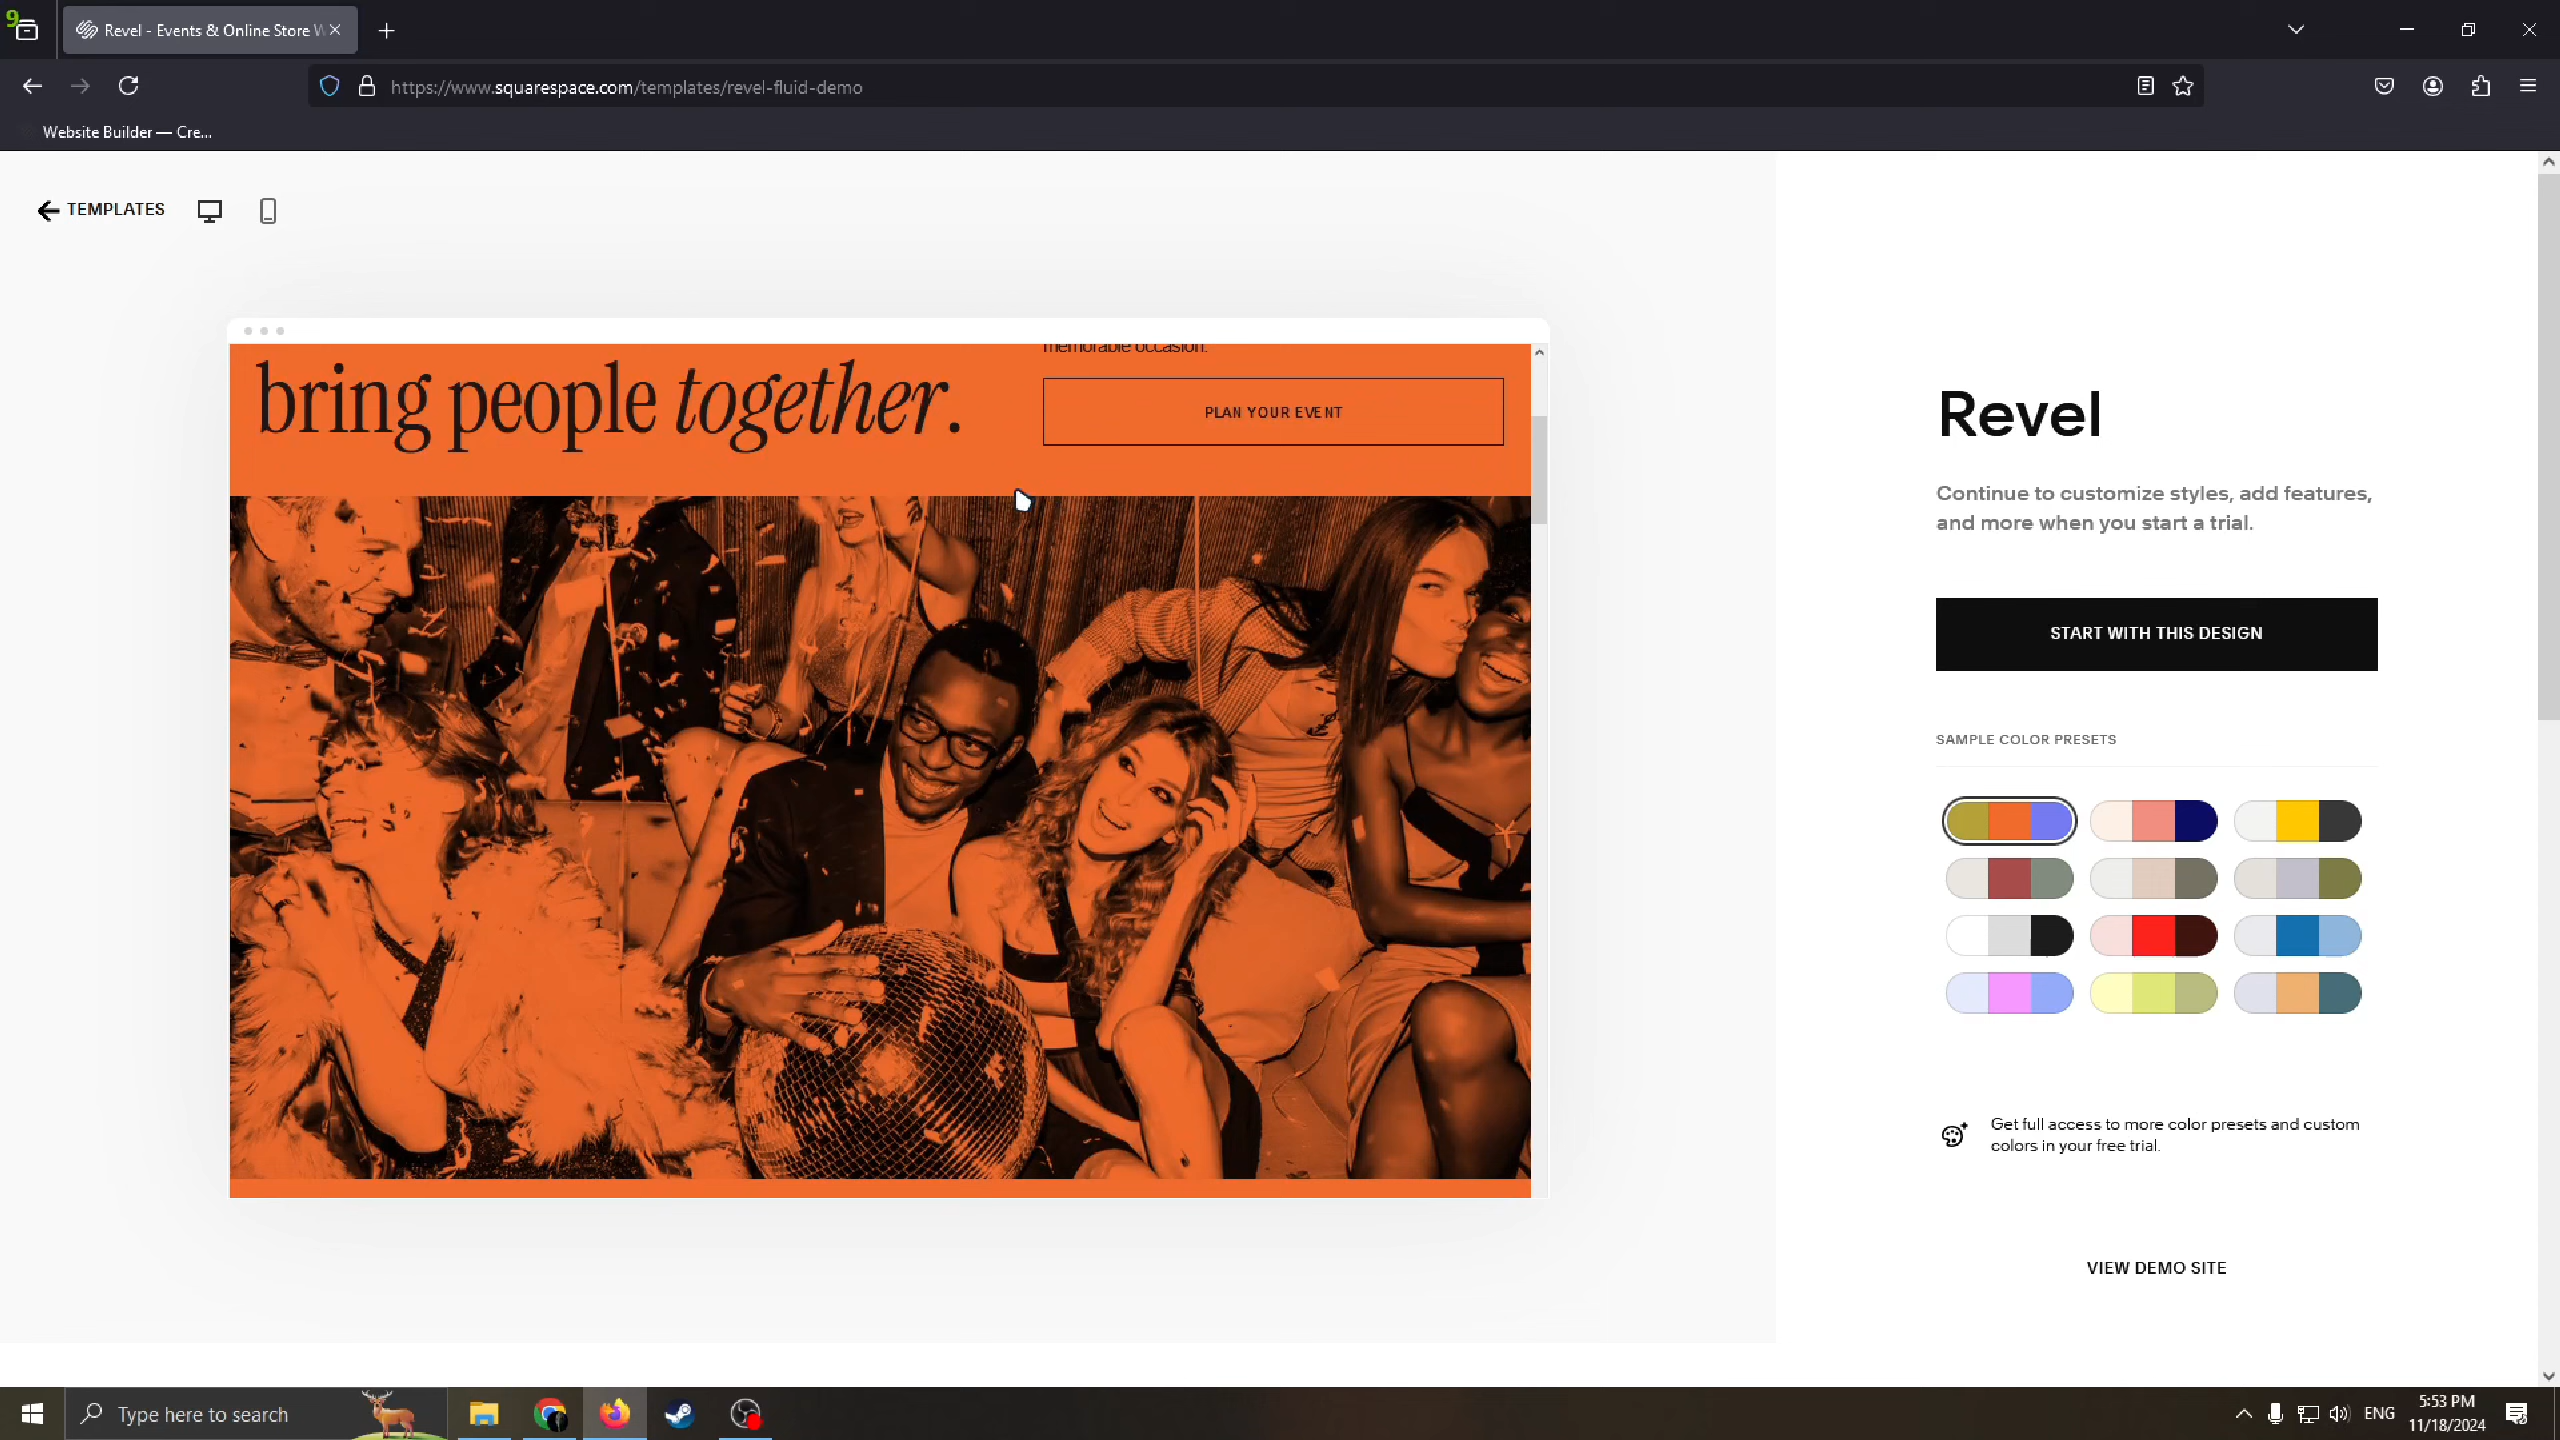 9
Revel - Events & Online Store W
https://www.squarespace.com/templates/revel-fluid-demo
Website Builder — Cre...
TEMPLATES
memorable occasion.
bring people together.
PLAN YOUR EVENT
Revel
Continue to customize styles, add features,
and more when you start a trial.
START WITH THIS DESIGN
SAMPLE COLOR PRESETS
Get full access to more color presets and custom
colors in your free trial.
VIEW DEMO SITE
Type here to search
ENG
5:53 PM
11/18/2024